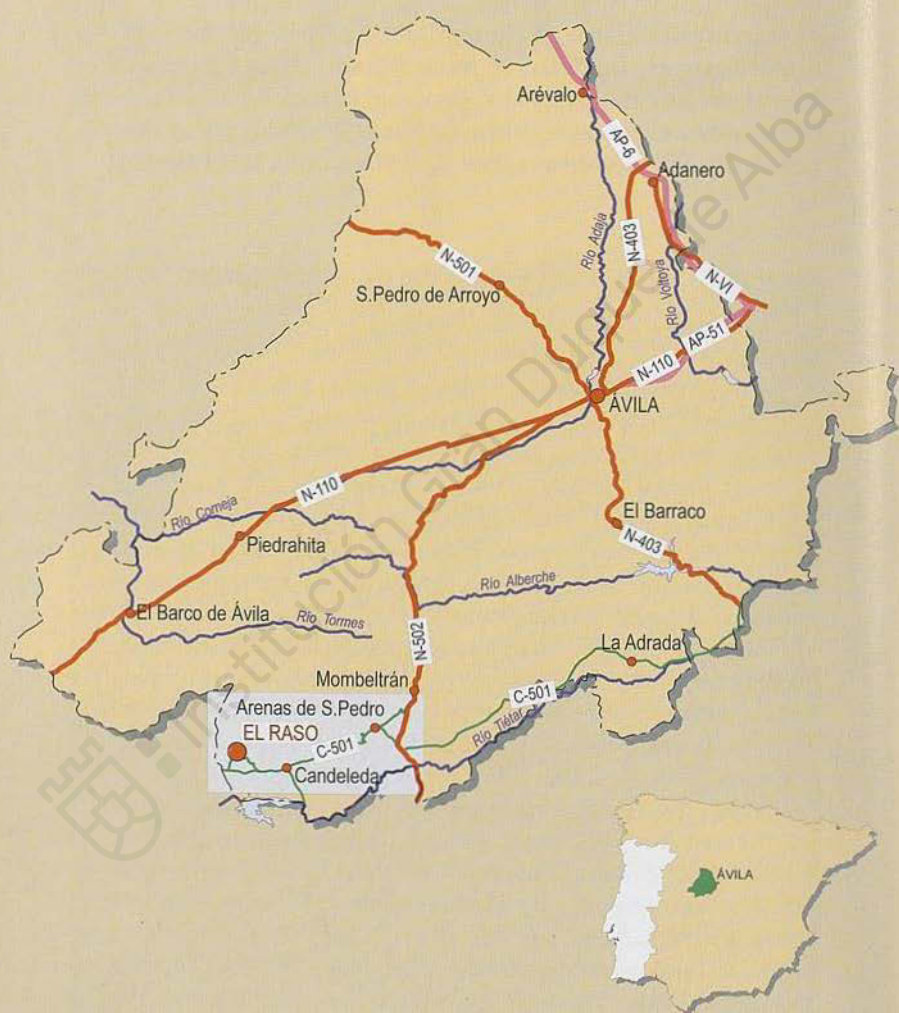 Arévalo
AP-6
Adanero
Río Adaja
N-403
Río Voltoya
N-VI
N-501
S.Pedro de Arroyo
AP-51
N-110
ÁVILA
N-110
Río Corneja
Piedrahita
El Barraco
N-403
Río Alberche
El Barco de Ávila
Río Tormes
N-502
La Adrada
Mombeltrán
C-501
Arenas de S.Pedro
Río Tiétar
EL RASO
C-501
Candeleda
ÁVILA
Institución Gran Duque de Alba